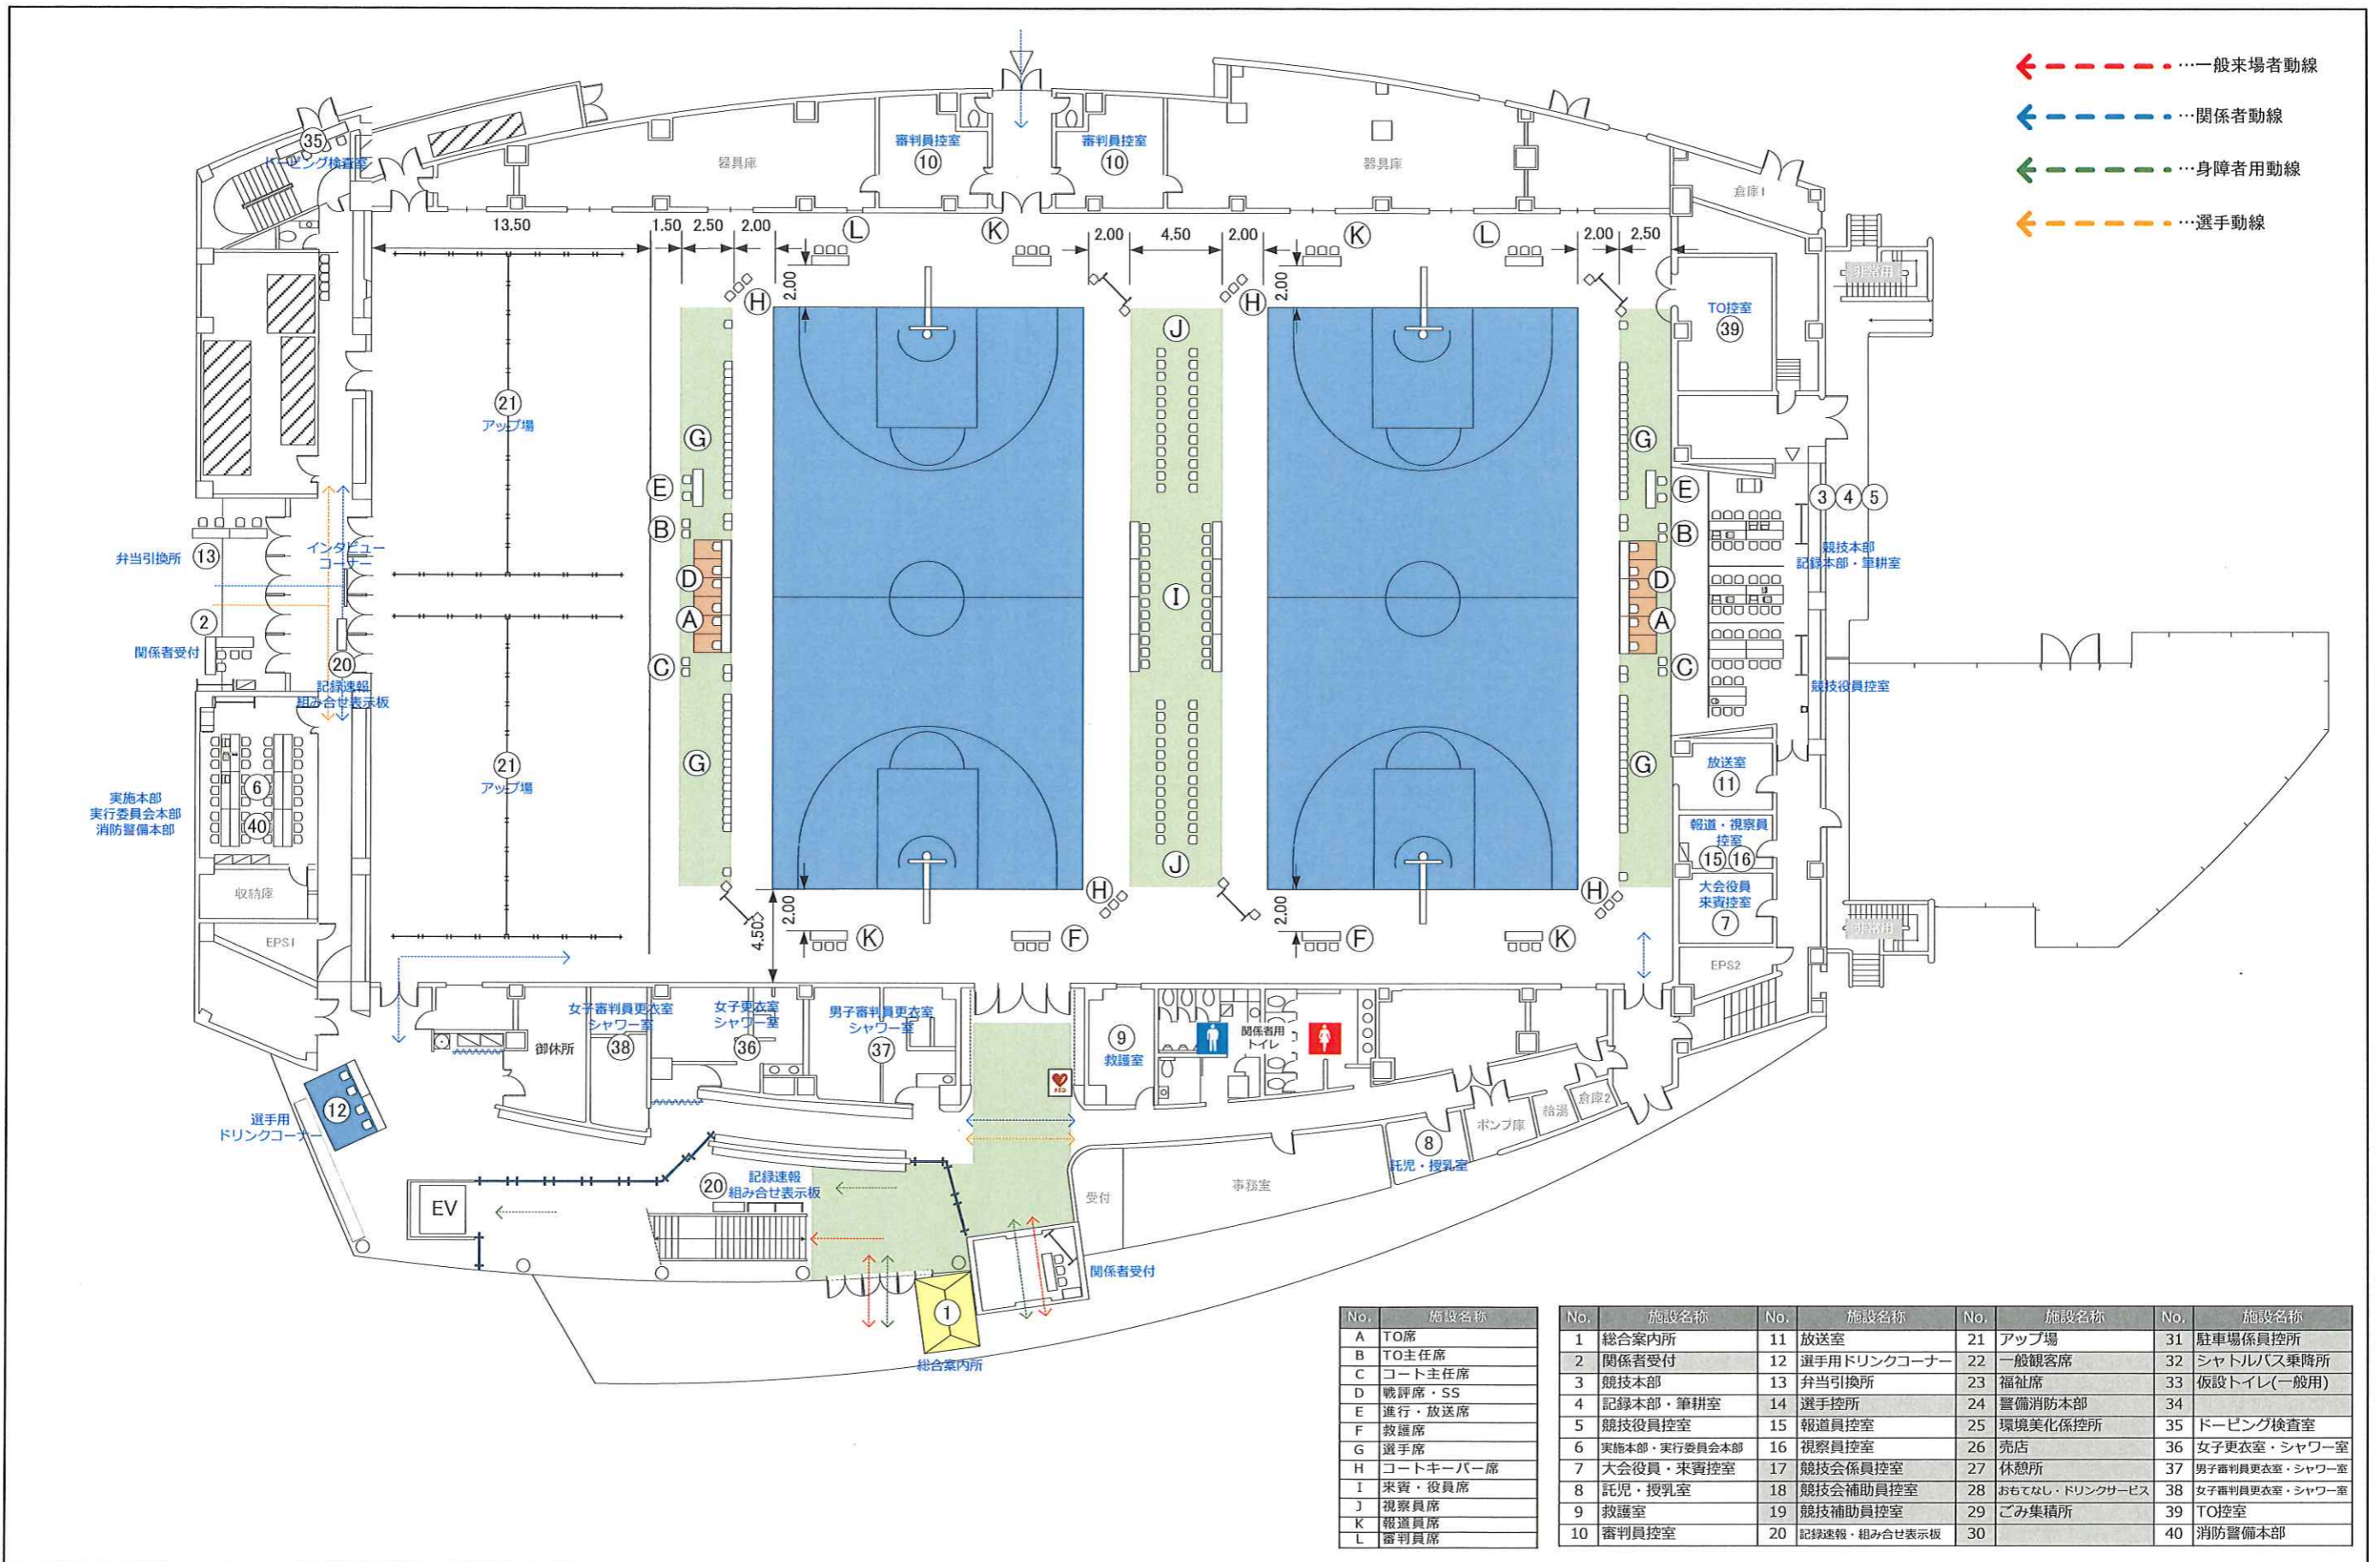 …一般来場者動線
…関係者動線
…身障者用動線
…選手動線
35
ドーピング検査室
器具庫
審判員控室
10
審判員控室
10
器具庫
倉庫1
13.50
1.50
2.50
2.00
L
K
2.00
4.50
2.00
K
L
2.00
2.50
2.00
H
2.00
H
非常用
TO控室
39
J
21
アップ場
G
G
E
E
3
4
5
B
B
13
弁当引換所
インタビュー
コーナー
競技本部
記録本部・筆耕室
D
D
I
A
A
2
関係者受付
20
記録速報
組み合せ表示板
C
C
競技役員控室
21
アップ場
G
G
放送室
11
6
40
実施本部
実行委員会本部
消防警備本部
報道・視察員
控室
15
16
J
収納庫
大会役員
来賓控室
7
H
H
2.00
4.50
2.00
K
F
F
K
非常用
EPS1
EPS2
女子審判員更衣室
シャワー室
38
女子更衣室
シャワー室
36
男子審判員更衣室
シャワー室
37
御休所
9
救護室
関係者用
トイレ
AED
12
選手用
ドリンクコーナー
倉庫2
給湯
ポンプ庫
8
託児・授乳室
20
記録速報
組み合せ表示板
受付
事務室
EV
関係者受付
1
総合案内所
No. 施設名称
A TO席
B TO主任席
C コート主任席
D 戦評席・SS
E 進行・放送席
F 救護席
G 選手席
H コートキーパー席
I 来賓・役員席
J 視察員席
K 報道員席
L 審判員席
No. 施設名称 No. 施設名称 No. 施設名称 No. 施設名称
1 総合案内所 11 放送室 21 アップ場 31 駐車場係員控所
2 関係者受付 12 選手用ドリンクコーナー 22 一般観客席 32 シャトルバス乗降所
3 競技本部 13 弁当引換所 23 福祉席 33 仮設トイレ(一般用)
4 記録本部・筆耕室 14 選手控所 24 警備消防本部 34
5 競技役員控室 15 報道員控室 25 環境美化係控所 35 ドーピング検査室
6 実施本部・実行委員会本部 16 視察員控室 26 売店 36 女子更衣室・シャワー室
7 大会役員・来賓控室 17 競技会係員控室 27 休憩所 37 男子審判員更衣室・シャワー室
8 託児・授乳室 18 競技会補助員控室 28 おもてなし・ドリンクサービス 38 女子審判員更衣室・シャワー室
9 救護室 19 競技補助員控室 29 ごみ集積所 39 TO控室
10 審判員控室 20 記録速報・組み合せ表示板 30 40 消防警備本部